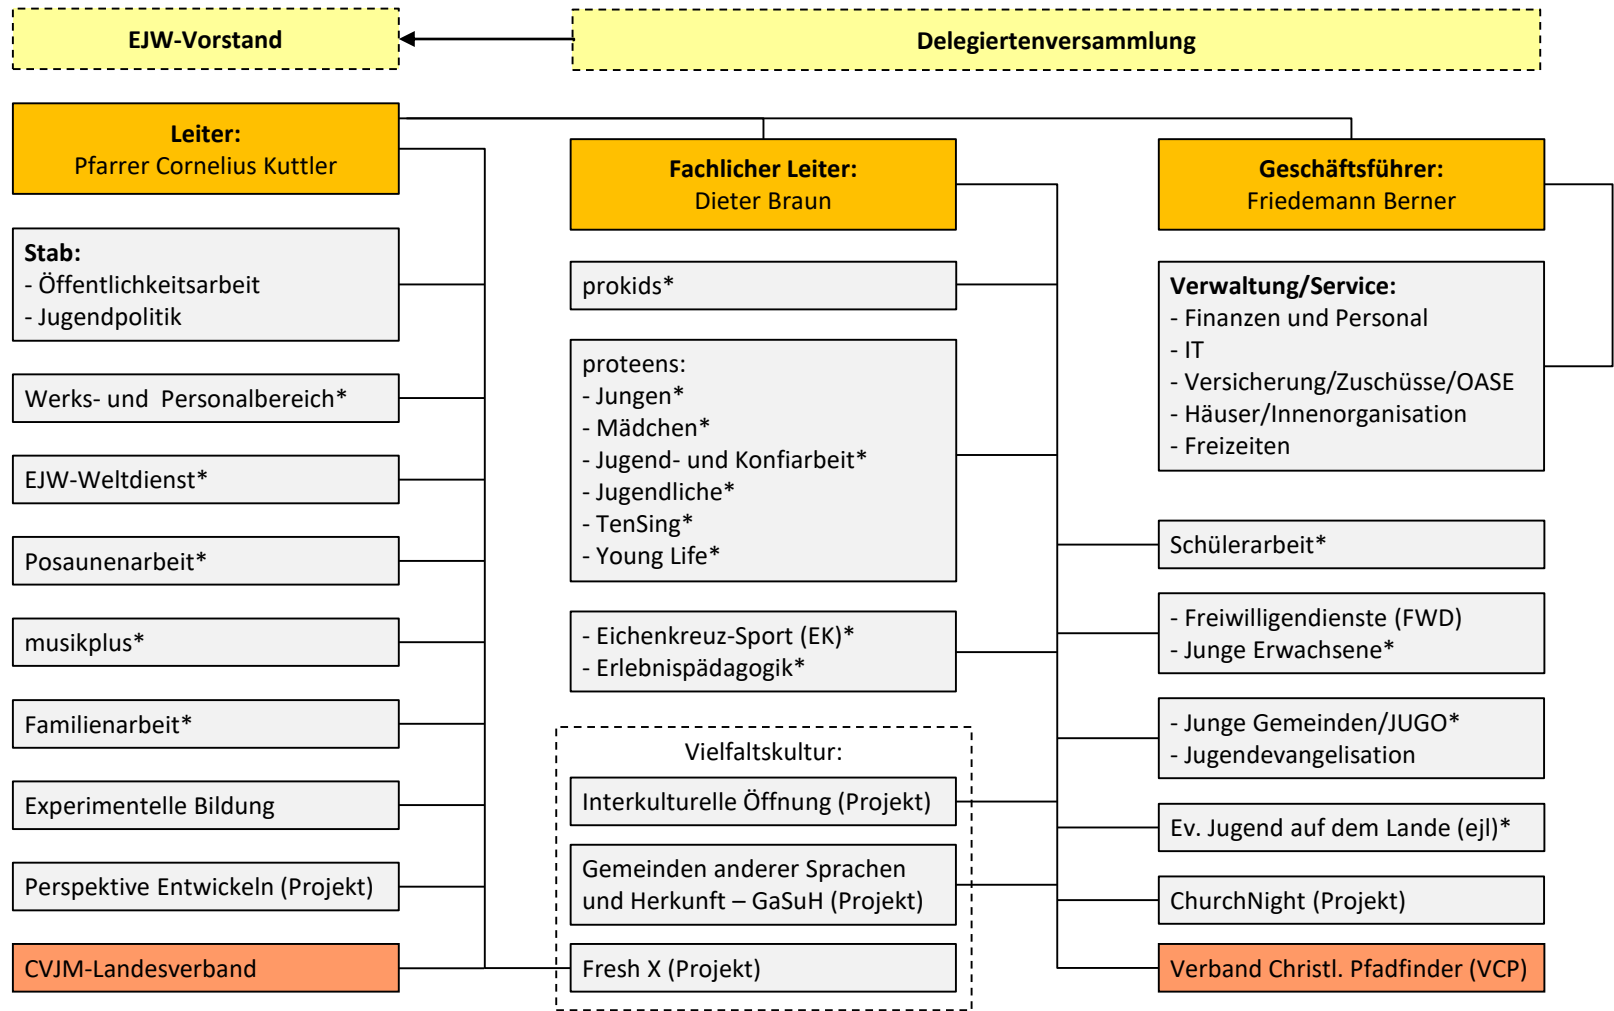 EJW-Vorstand
Delegiertenversammlung
Leiter:
Pfarrer Cornelius Kuttler
Fachlicher Leiter:
Dieter Braun
Geschäftsführer:
Friedemann Berner
Stab:
- Öffentlichkeitsarbeit
- Jugendpolitik
Werks- und  Personalbereich*
EJW-Weltdienst*
Posaunenarbeit*
musikplus*
Familienarbeit*
Experimentelle Bildung
Perspektive Entwickeln (Projekt)
CVJM-Landesverband
prokids*
proteens:
- Jungen*
- Mädchen*
- Jugend- und Konfiarbeit*
- Jugendliche*
- TenSing*
- Young Life*
- Eichenkreuz-Sport (EK)*
- Erlebnispädagogik*
Vielfaltskultur:
Interkulturelle Öffnung (Projekt)
Gemeinden anderer Sprachen
und Herkunft – GaSuH (Projekt)
Fresh X (Projekt)
Verwaltung/Service:
- Finanzen und Personal
- IT
- Versicherung/Zuschüsse/OASE
- Häuser/Innenorganisation
- Freizeiten
Schülerarbeit*
- Freiwilligendienste (FWD)
- Junge Erwachsene*
- Junge Gemeinden/JUGO*
- Jugendevangelisation
Ev. Jugend auf dem Lande (ejl)*
ChurchNight (Projekt)
Verband Christl. Pfadfinder (VCP)